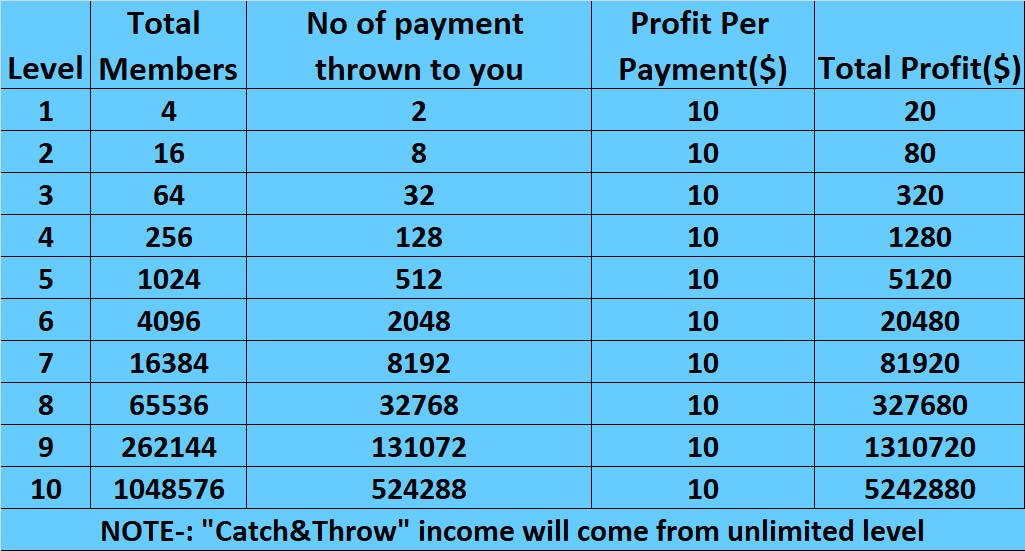 Level Total Members No of payment thrown to you Profit Per Payment($) Total Profit($)
1 4 2 10 20
2 16 8 10 80
3 64 32 10 320
4 256 128 10 1280
5 1024 512 10 5120
6 4096 2048 10 20480
7 16384 8192 10 81920
8 65536 32768 10 327680
9 262144 131072 10 1310720
10 1048576 524288 10 5242880
NOTE-: "Catch&Throw" income will come from unlimited level